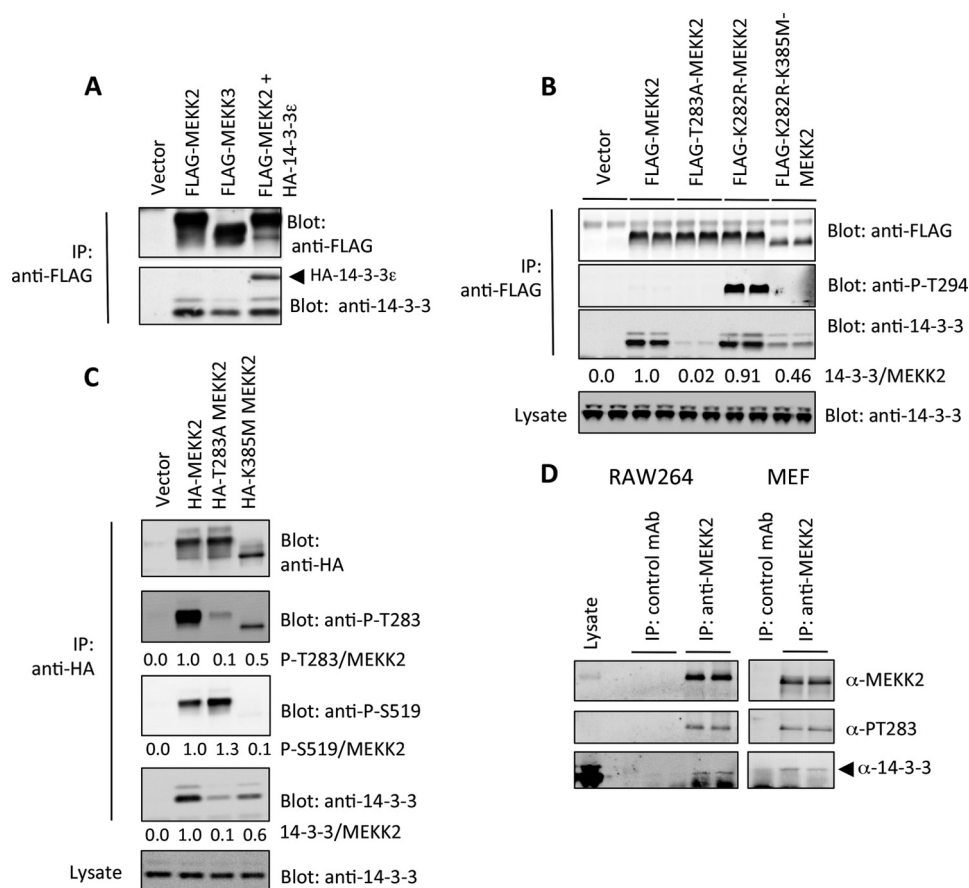 A
Vector
FLAG-MEKK2
FLAG-MEKK3
FLAG-MEKK2 +
HA-14-3-3ε
IP:
anti-FLAG
Blot:
anti-FLAG
HA-14-3-3ε
Blot: anti-14-3-3
B
Vector
FLAG-MEKK2
FLAG-T283A-MEKK2
FLAG-K282R-MEKK2
FLAG-K282R-K385M-
MEKK2
IP:
anti-FLAG
Blot: anti-FLAG
Blot: anti-P-T294
Blot: anti-14-3-3
0.0 1.0 0.02 0.91 0.46 14-3-3/MEKK2
Lysate Blot: anti-14-3-3
C
Vector
HA-MEKK2
HA-T283A MEKK2
HA-K385M MEKK2
IP:
anti-HA
Blot:
anti-HA
Blot: anti-P-T283
0.0 1.0 0.1 0.5 P-T283/MEKK2
Blot: anti-P-S519
0.0 1.0 1.3 0.1 P-S519/MEKK2
Blot: anti-14-3-3
0.0 1.0 0.1 0.6 14-3-3/MEKK2
Lysate Blot: anti-14-3-3
D
RAW264 MEF
Lysate
IP: control mAb
IP: anti-MEKK2
IP: control mAb
IP: anti-MEKK2
α-MEKK2
α-PT283
α-14-3-3